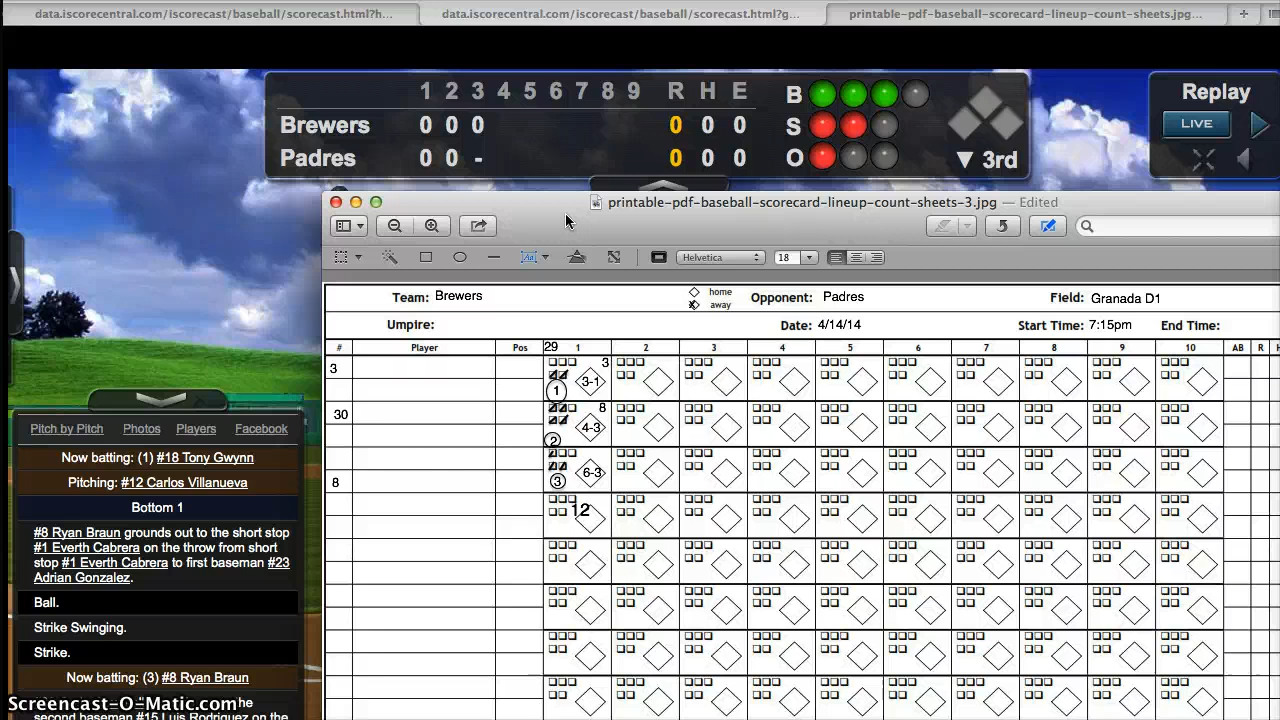 data.iscorecentral.com/iscorecast/baseball/scorecast.html?h... data.iscorecentral.com/iscorecast/baseball/scorecast.html?g... printable-pdf-baseball-scorecard-lineup-count-sheets.jpg... +
1 2 3 4 5 6 7 8 9 R H E B Replay
Brewers 0 0 0 0 0 0 S LIVE
Padres 0 0 - 0 0 0 O ▼ 3rd
printable-pdf-baseball-scorecard-lineup-count-sheets-3.jpg — Edited
Helvetica 18
Team: Brewers home away Opponent: Padres Field: Granada D1
Umpire: Date: 4/14/14 Start Time: 7:15pm End Time:
29
# Player Pos 1 2 3 4 5 6 7 8 9 10 AB R H
3 3
3-1
1
30 8
4-3
2
6-3
8 3
12
Pitch by Pitch Photos Players Facebook
Now batting: (1) #18 Tony Gwynn
Pitching: #12 Carlos Villanueva
Bottom 1
#8 Ryan Braun grounds out to the short stop
#1 Everth Cabrera on the throw from short
stop #1 Everth Cabrera to first baseman #23
Adrian Gonzalez.
Ball.
Strike Swinging.
Strike.
Now batting: (3) #8 Ryan Braun
Screencast-O-Matic.com he
second baseman #15 Luis Rodriguez on the